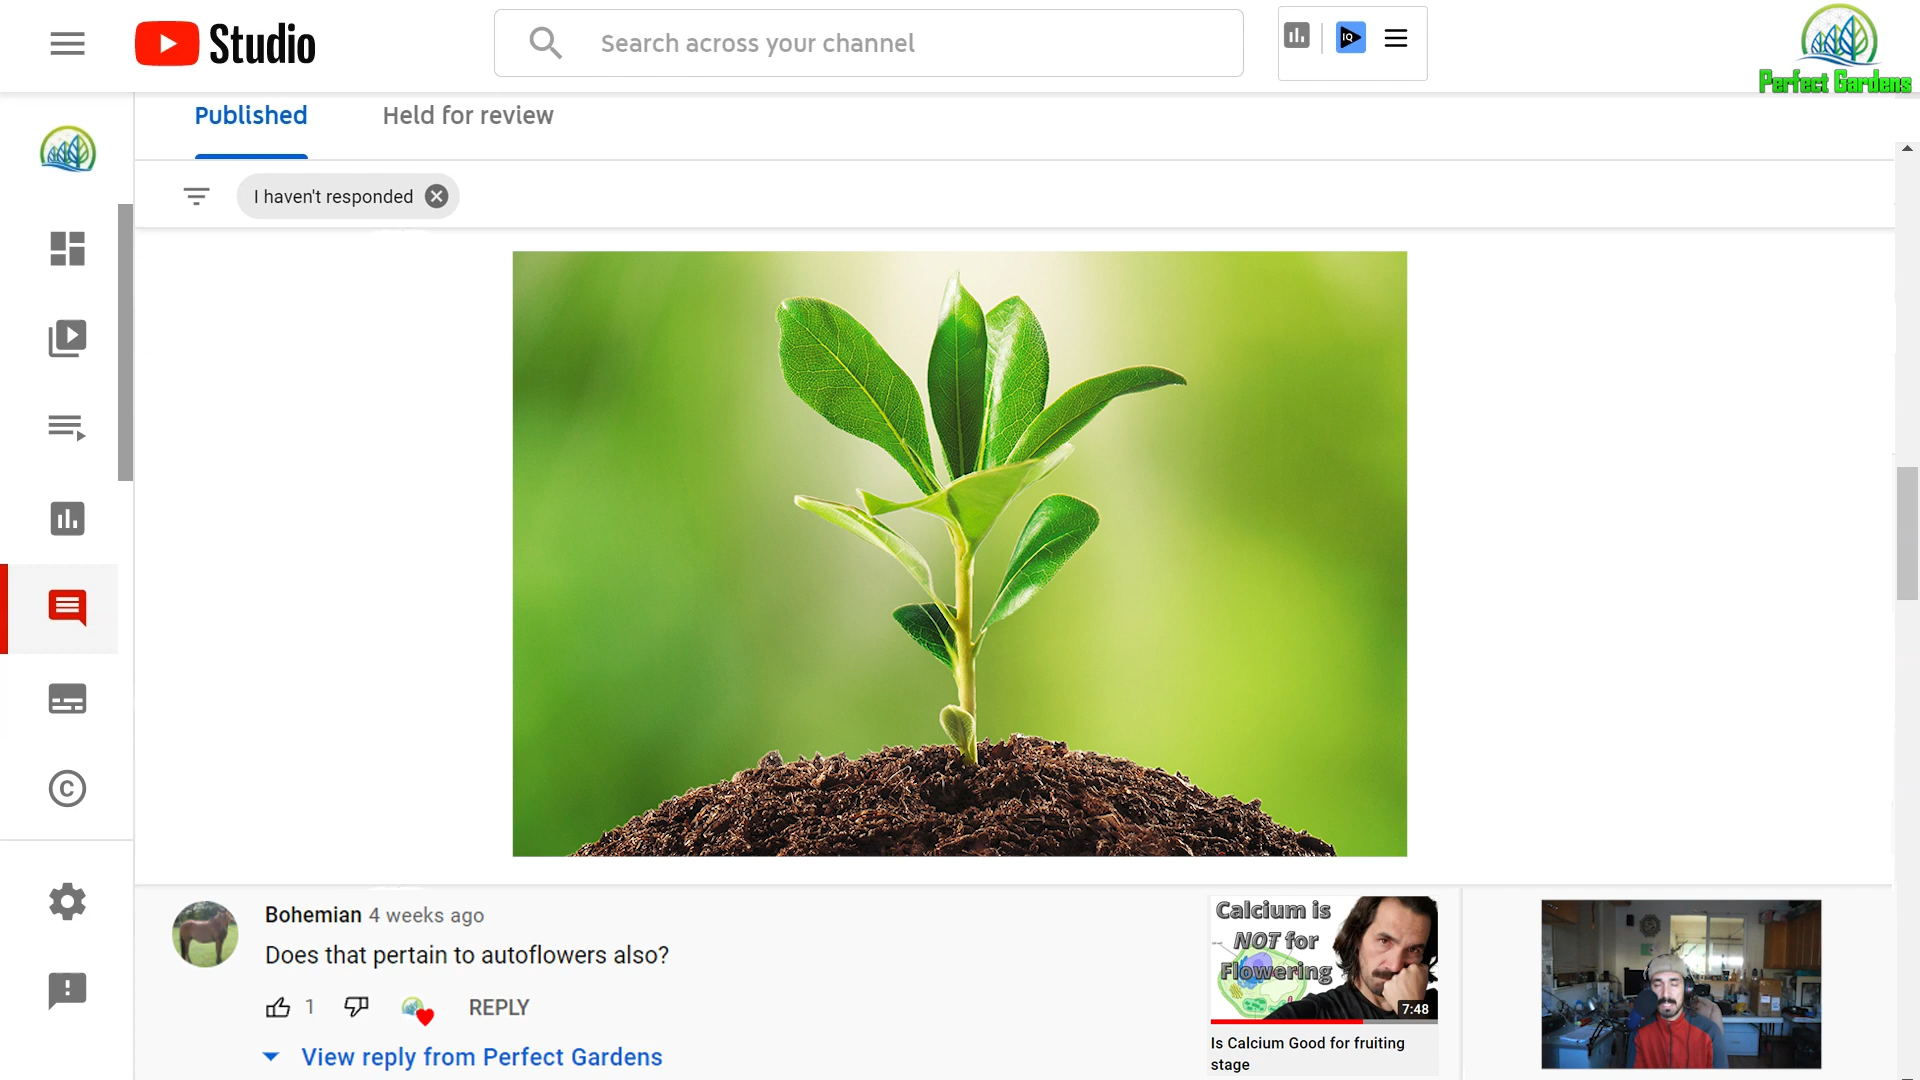 Studio
Search across your channel
IQ
Perfect Gardens
Published
Held for review
I haven't responded
Bohemian 4 weeks ago
Does that pertain to autoflowers also?
1
REPLY
View reply from Perfect Gardens
Calcium is
NOT for
Flowering
7:48
Is Calcium Good for fruiting
stage